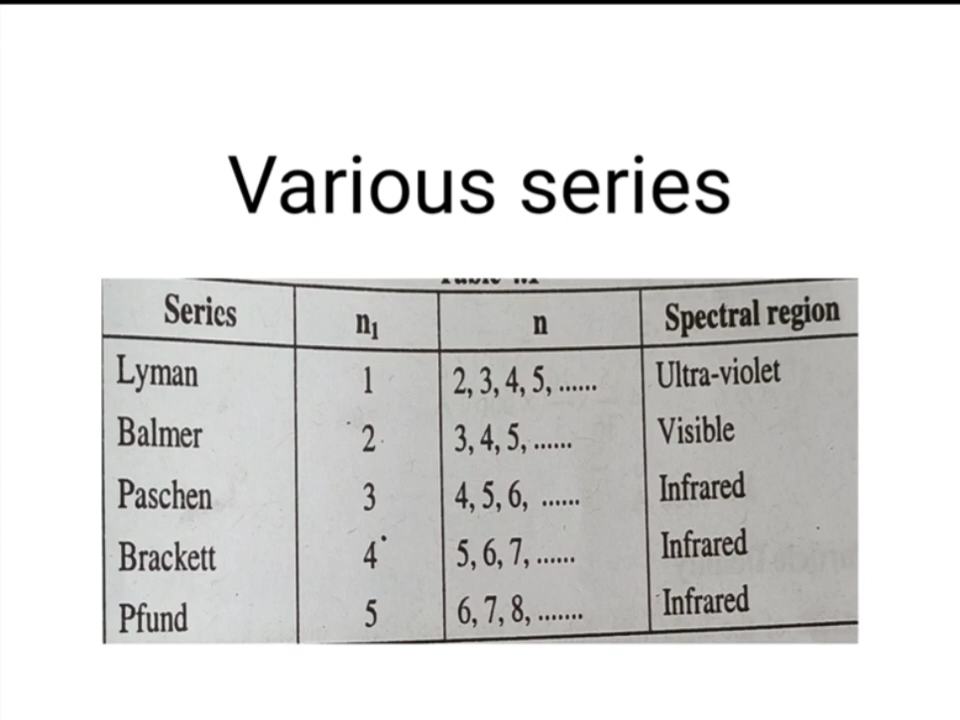 Various series
Series n₁ n Spectral region
Lyman 1 2, 3, 4, 5, ...... Ultra-violet
Balmer 2 3, 4, 5, ...... Visible
Paschen 3 4, 5, 6, ...... Infrared
Brackett 4 5, 6, 7, ...... Infrared
Pfund 5 6, 7, 8, ....... Infrared